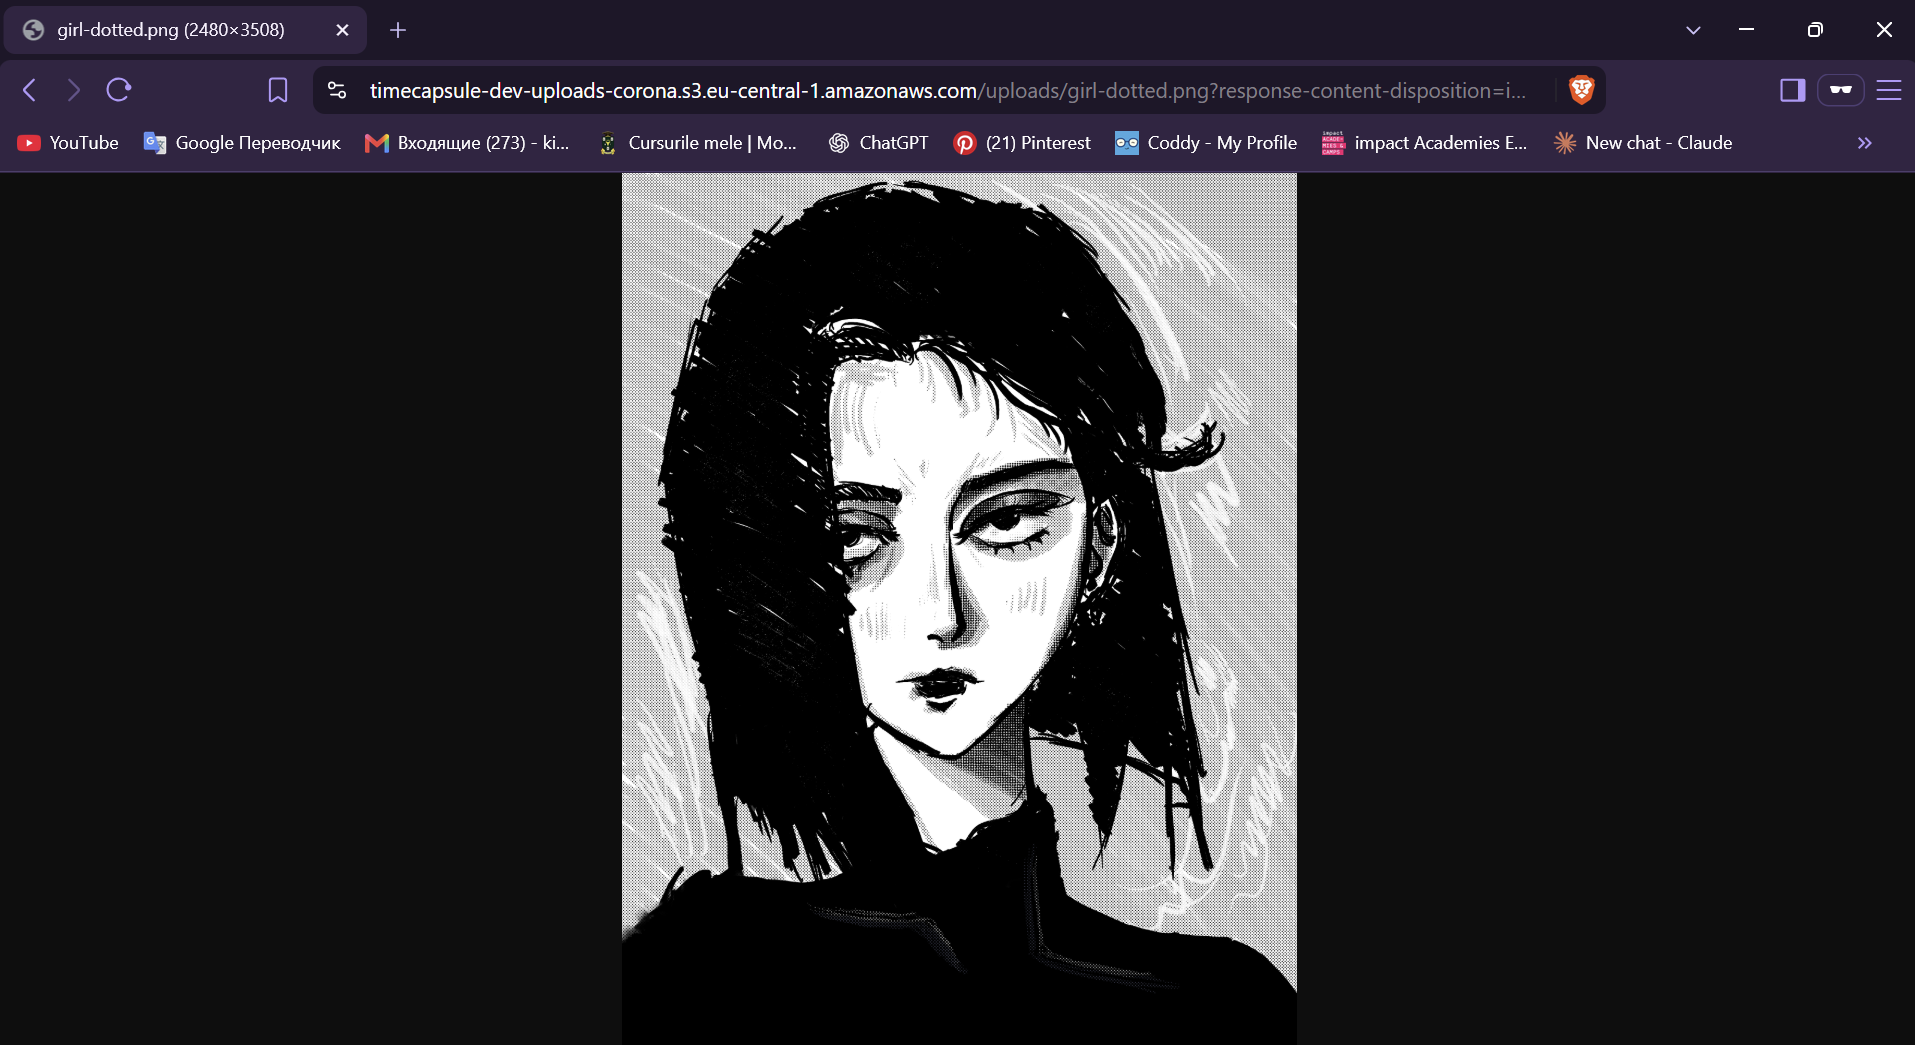 girl-dotted.png (2480×3508)
timecapsule-dev-uploads-corona.s3.eu-central-1.amazonaws.com/uploads/girl-dotted.png?response-content-disposition=i...
YouTube Google Переводчик Входящие (273) - ki... Cursurile mele | Mo... ChatGPT (21) Pinterest Coddy - My Profile impact Academies E... New chat - Claude